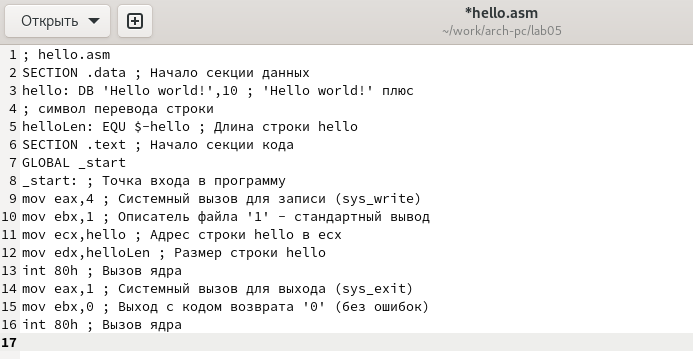 Открыть
*hello.asm
~/work/arch-pc/lab05
1 ; hello.asm
2 SECTION .data ; Начало секции данных
3 hello: DB 'Hello world!',10 ; 'Hello world!' плюс
4 ; символ перевода строки
5 helloLen: EQU $-hello ; Длина строки hello
6 SECTION .text ; Начало секции кода
7 GLOBAL _start
8 _start: ; Точка входа в программу
9 mov eax,4 ; Системный вызов для записи (sys_write)
10 mov ebx,1 ; Описатель файла '1' - стандартный вывод
11 mov ecx,hello ; Адрес строки hello в ecx
12 mov edx,helloLen ; Размер строки hello
13 int 80h ; Вызов ядра
14 mov eax,1 ; Системный вызов для выхода (sys_exit)
15 mov ebx,0 ; Выход с кодом возврата '0' (без ошибок)
16 int 80h ; Вызов ядра
17